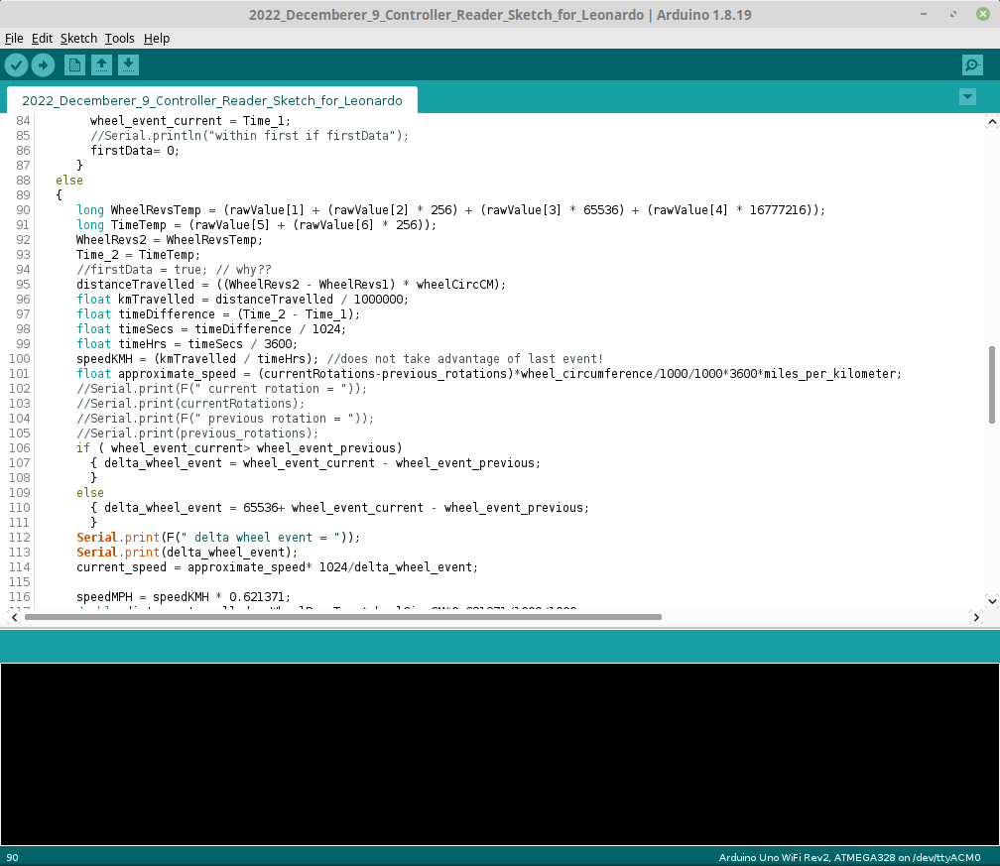 2022_Decemberer_9_Controller_Reader_Sketch_for_Leonardo | Arduino 1.8.19
File Edit Sketch Tools Help
2022_Decemberer_9_Controller_Reader_Sketch_for_Leonardo
84 wheel_event_current = Time_1;
85 //Serial.println("within first if firstData");
86 firstData= 0;
87 }
88 else
89 {
90 long WheelRevsTemp = (rawValue[1] + (rawValue[2] * 256) + (rawValue[3] * 65536) + (rawValue[4] * 16777216));
91 long TimeTemp = (rawValue[5] + (rawValue[6] * 256));
92 WheelRevs2 = WheelRevsTemp;
93 Time_2 = TimeTemp;
94 //firstData = true; // why??
95 distanceTravelled = ((WheelRevs2 - WheelRevs1) * wheelCircCM);
96 float kmTravelled = distanceTravelled / 1000000;
97 float timeDifference = (Time_2 - Time_1);
98 float timeSecs = timeDifference / 1024;
99 float timeHrs = timeSecs / 3600;
100 speedKMH = (kmTravelled / timeHrs); //does not take advantage of last event!
101 float approximate_speed = (currentRotations-previous_rotations)*wheel_circumference/1000/1000*3600*miles_per_kilometer;
102 //Serial.print(F(" current rotation = "));
103 //Serial.print(currentRotations);
104 //Serial.print(F(" previous rotation = "));
105 //Serial.print(previous_rotations);
106 if ( wheel_event_current> wheel_event_previous)
107 { delta_wheel_event = wheel_event_current - wheel_event_previous;
108 }
109 else
110 { delta_wheel_event = 65536+ wheel_event_current - wheel_event_previous;
111 }
112 Serial.print(F(" delta wheel event = "));
113 Serial.print(delta_wheel_event);
114 current_speed = approximate_speed* 1024/delta_wheel_event;
115
116 speedMPH = speedKMH * 0.621371;
90
Arduino Uno WiFi Rev2, ATMEGA328 on /dev/ttyACM0